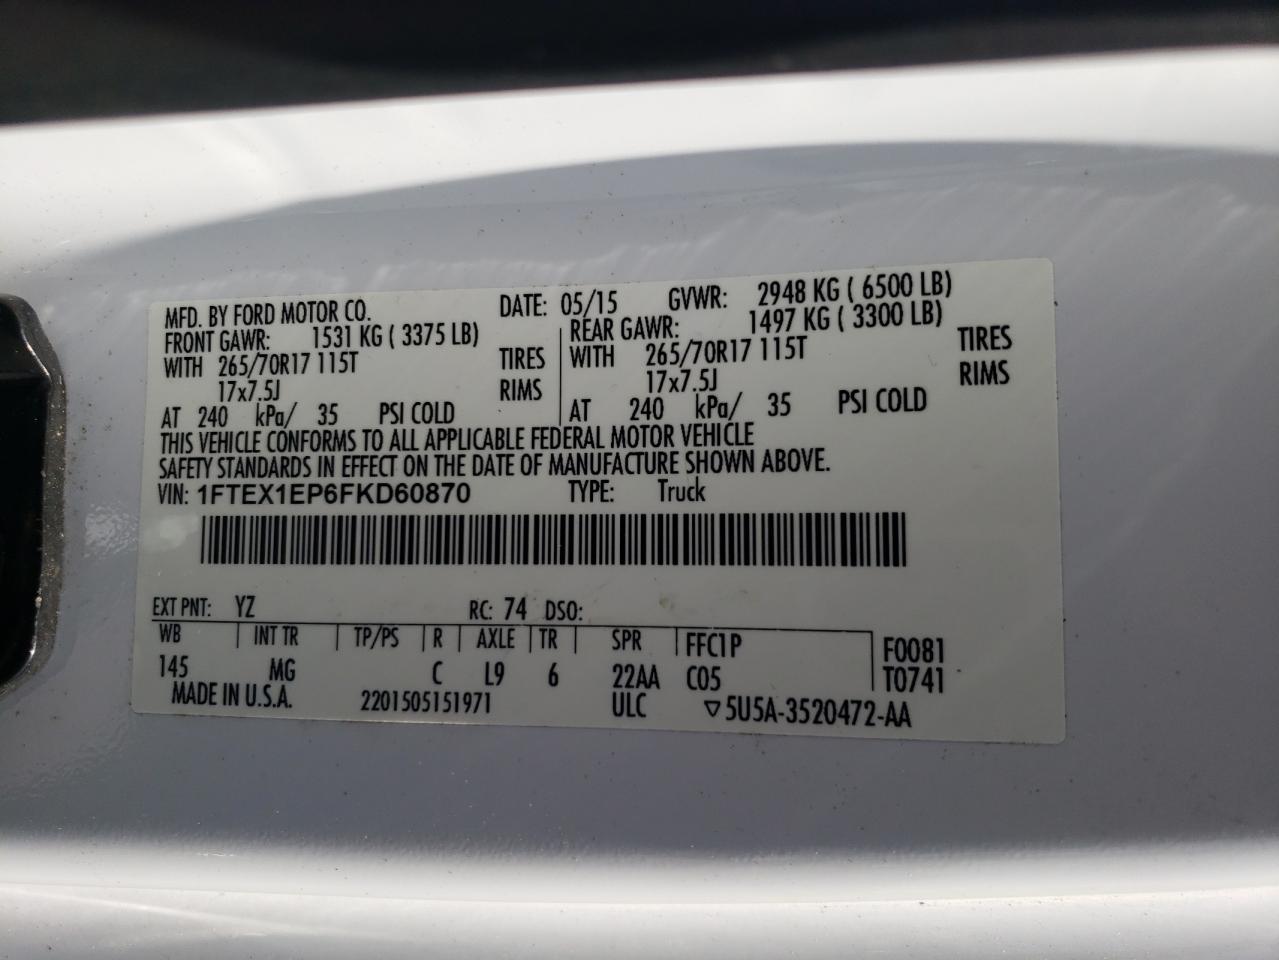 MFD. BY FORD MOTOR CO. DATE: 05/15 GVWR: 2948 KG ( 6500 LB)
FRONT GAWR: 1531 KG ( 3375 LB) REAR GAWR: 1497 KG ( 3300 LB)
WITH 265/70R17 115T TIRES WITH 265/70R17 115T TIRES
17x7.5J RIMS 17x7.5J RIMS
AT 240 kPa/ 35 PSI COLD AT 240 kPa/ 35 PSI COLD
THIS VEHICLE CONFORMS TO ALL APPLICABLE FEDERAL MOTOR VEHICLE
SAFETY STANDARDS IN EFFECT ON THE DATE OF MANUFACTURE SHOWN ABOVE.
VIN: 1FTEX1EP6FKD60870 TYPE: Truck
EXT PNT: YZ RC: 74 DSO:
WB INT TR TP/PS R AXLE TR SPR FFC1P F0081
145 MG C L9 6 22AA C05 T0741
MADE IN U.S.A. 2201505151971 ULC ▽5U5A-3520472-AA